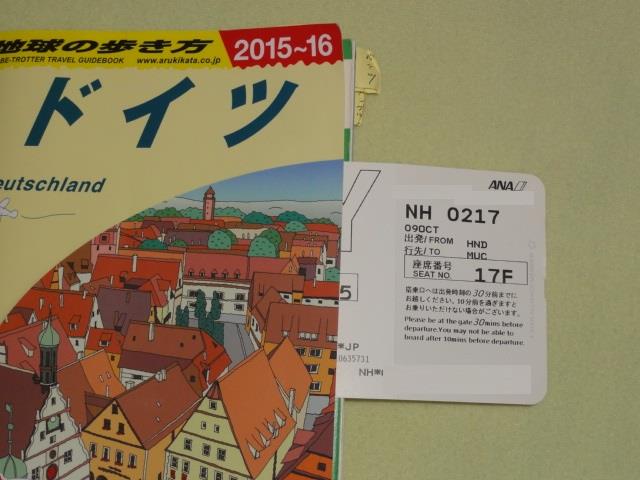 地球の歩き方
BE-TROTTER TRAVEL GUIDEBOOK
www.arukikata.co.jp
2015~16
ドイツ
eutschland
ANA
NH 0217
09OCT
出発/FROM HND
行先/TO MUC
座席番号
SEAT NO. 17F
搭乗口へは出発時刻の30分前までに
お越しください。10分前を過ぎますと
お乗りいただけない場合がございます。
Please be at the gate 30mins before
departure.You may not be able to
board after 10mins before departure.
Y
5
JP
0635731
NH